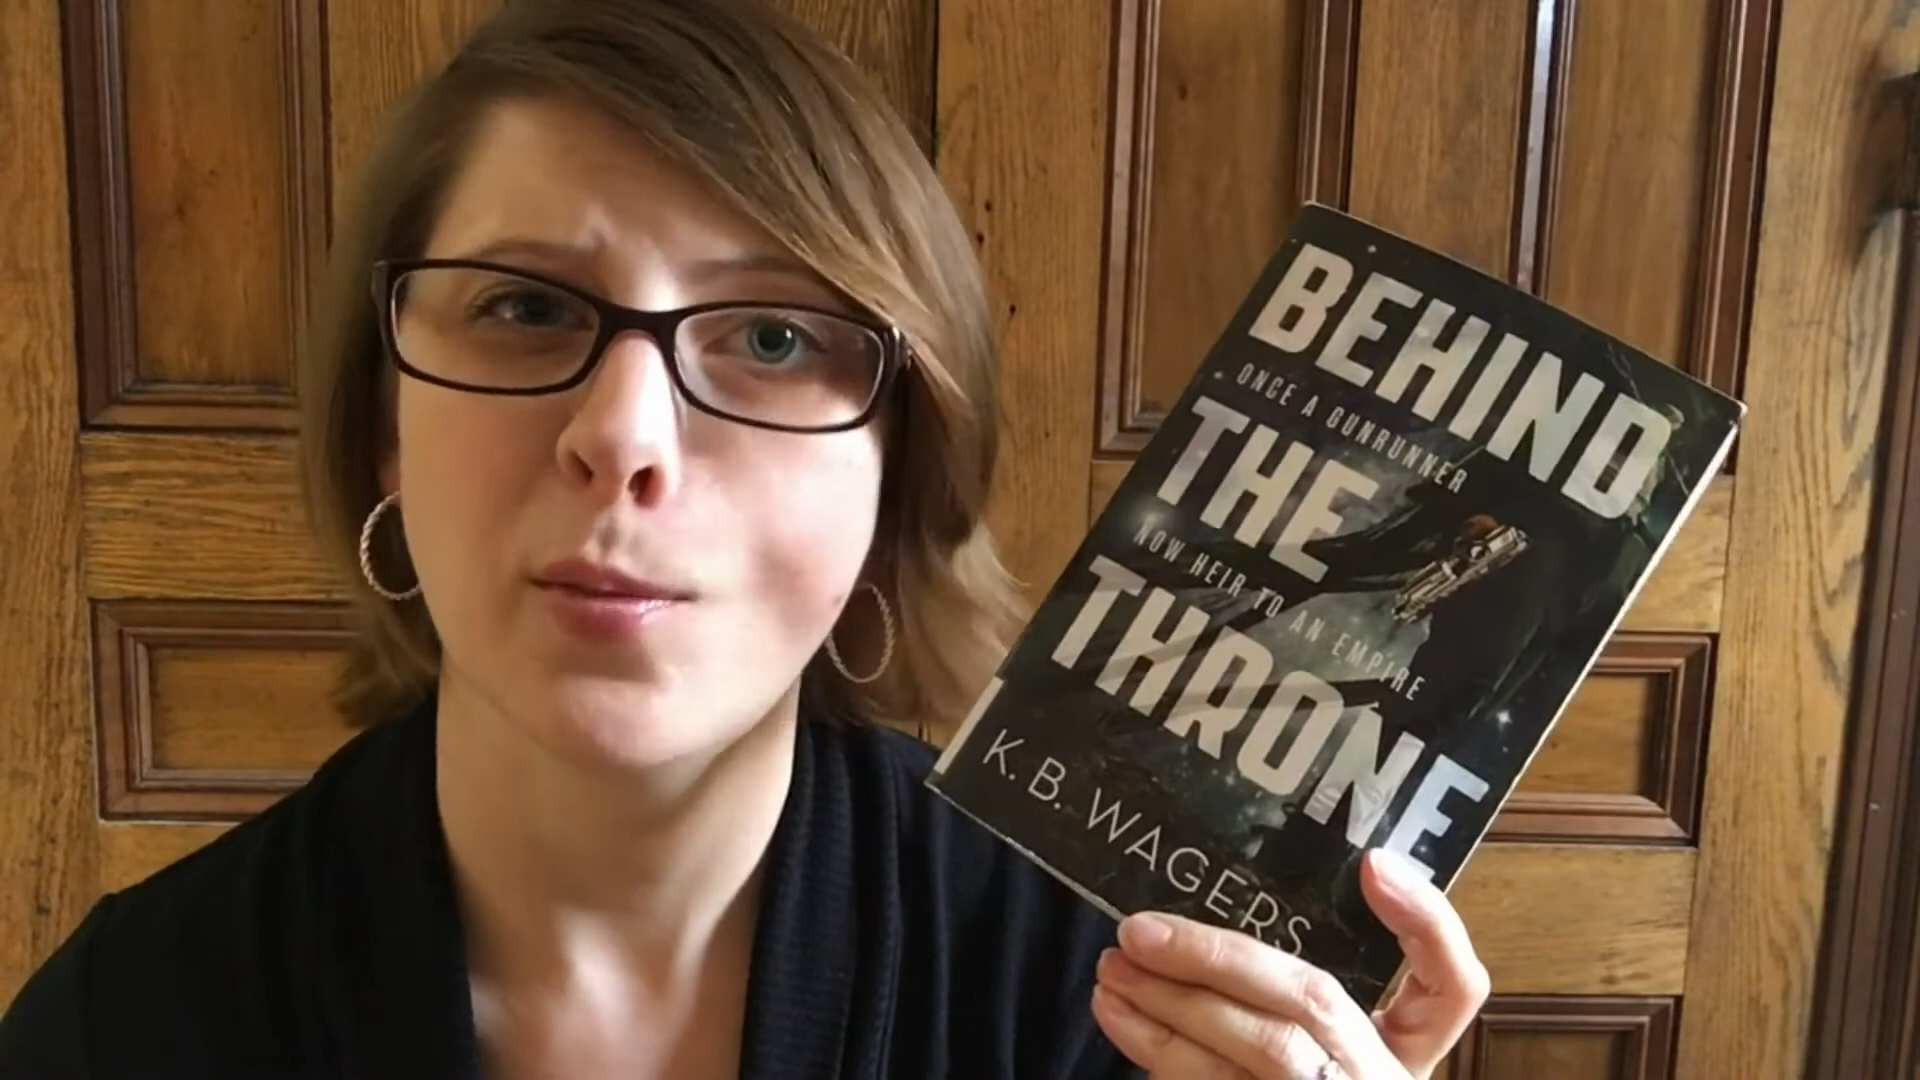 BEHIND
ONCE A GUNRUNNER
THE
NOW HEIR TO AN EMPIRE
THRONE
K. B. WAGERS